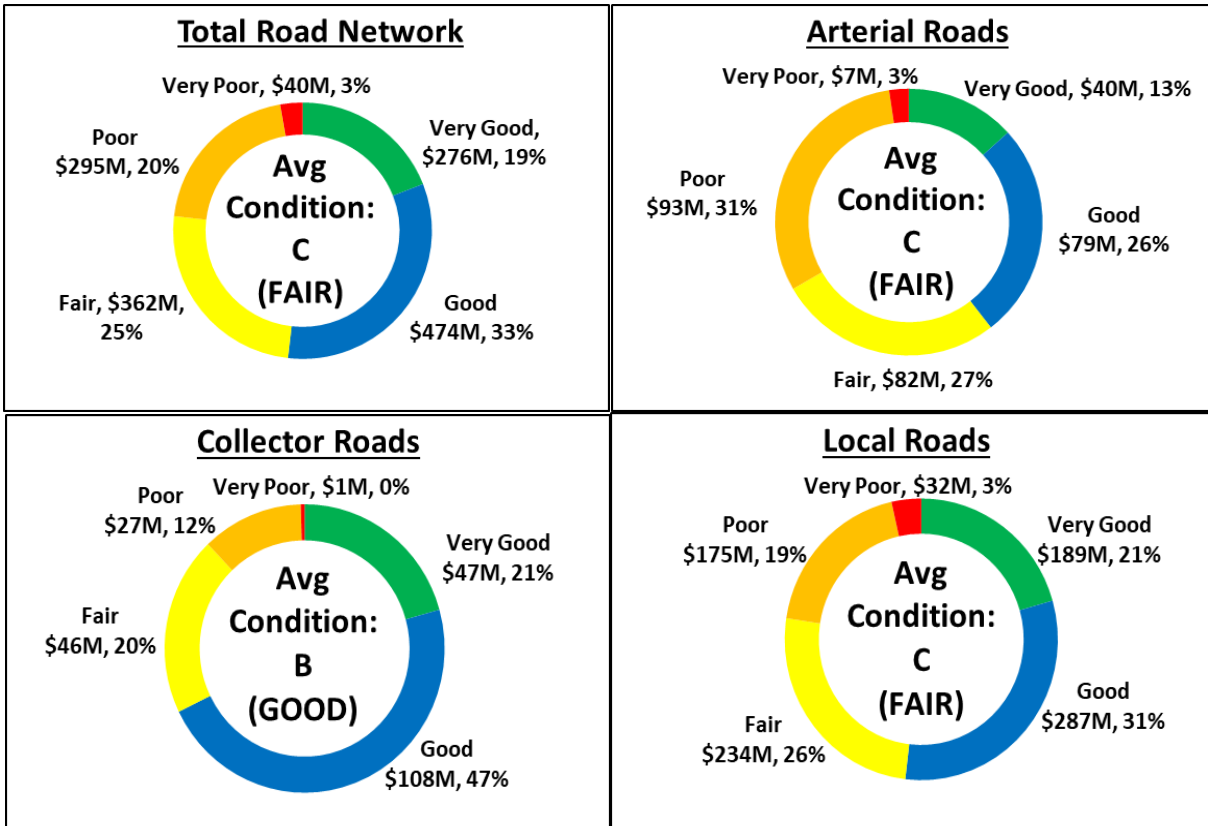 Total Road Network
Very Poor, $40M, 3%
Very Good,
$276M, 19%
Poor
$295M, 20%
Avg
Condition:
C
(FAIR)
Fair, $362M,
25%
Good
$474M, 33%
Arterial Roads
Very Poor, $7M, 3%
Very Good, $40M, 13%
Poor
$93M, 31%
Avg
Condition:
C
(FAIR)
Good
$79M, 26%
Fair, $82M, 27%
Collector Roads
Very Poor, $1M, 0%
Poor
$27M, 12%
Very Good
$47M, 21%
Avg
Condition:
B
(GOOD)
Fair
$46M, 20%
Good
$108M, 47%
Local Roads
Very Poor, $32M, 3%
Poor
$175M, 19%
Very Good
$189M, 21%
Avg
Condition:
C
(FAIR)
Fair
$234M, 26%
Good
$287M, 31%